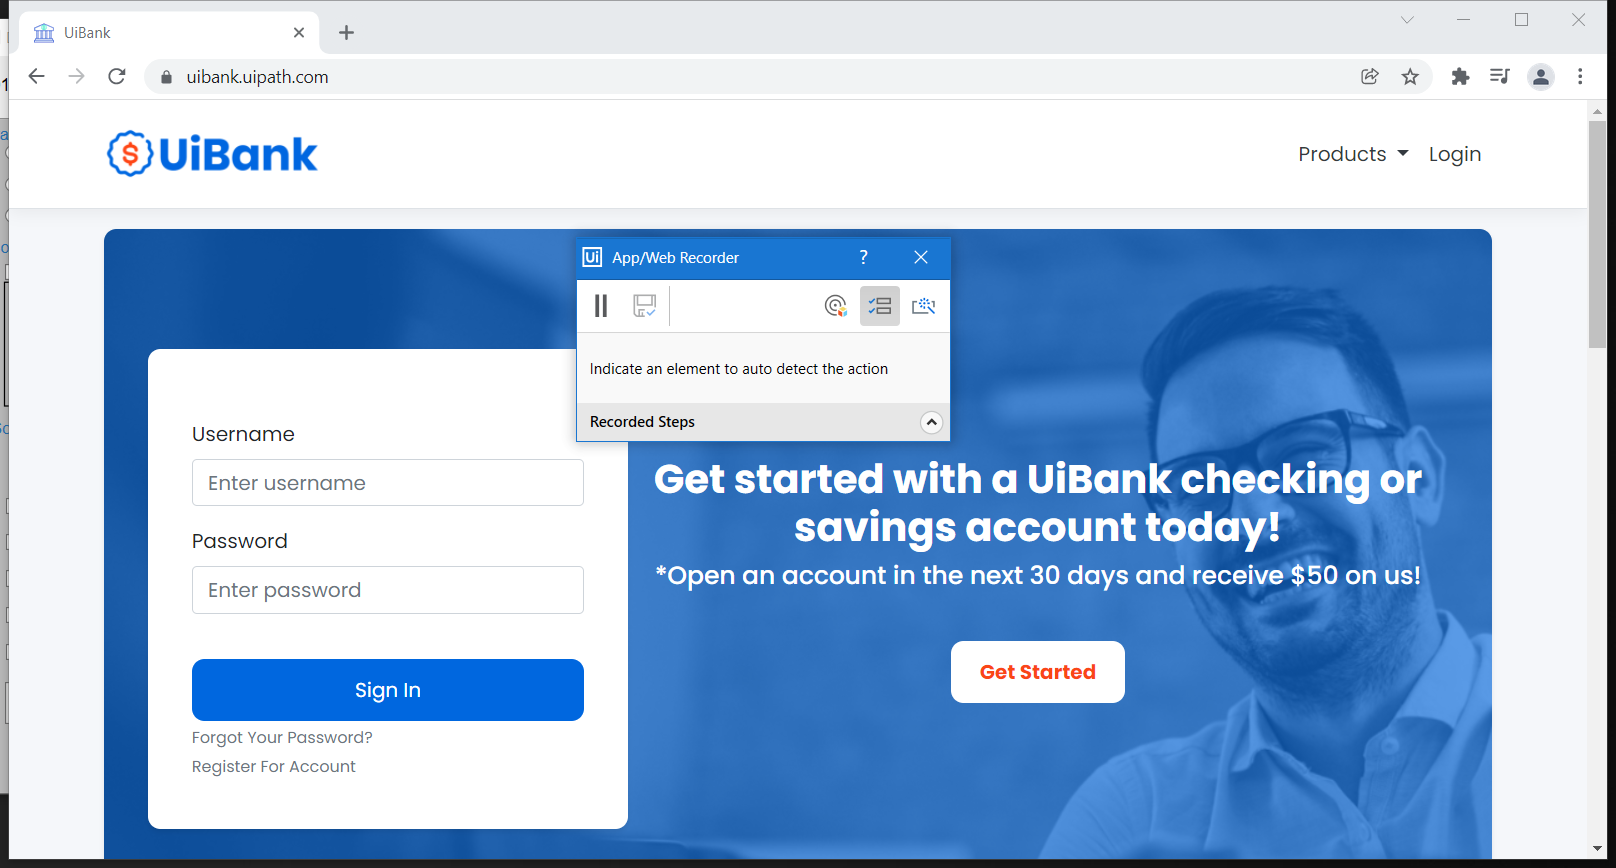 UiBank
uibank.uipath.com
$ UiBank
Products
Login
Ui App/Web Recorder ?
Indicate an element to auto detect the action
Recorded Steps
Username
Enter username
Password
Enter password
Sign In
Forgot Your Password?
Register For Account
Get started with a UiBank checking or
savings account today!
*Open an account in the next 30 days and receive $50 on us!
Get Started